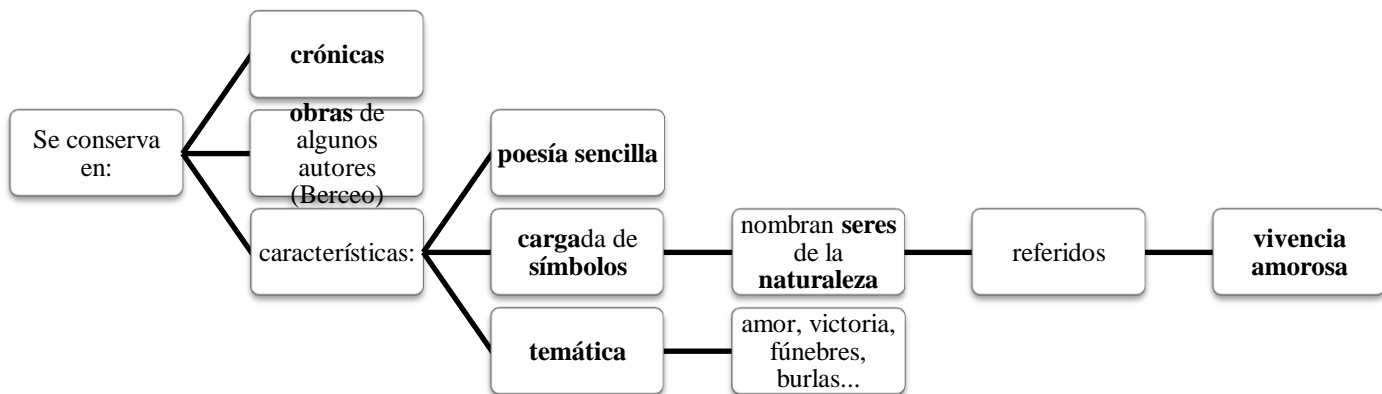 crónicas
Se conserva
en:
obras de
algunos
autores
(Berceo)
características:
poesía sencilla
cargada de
símbolos
nombran seres
de la
naturaleza
referidos
vivencia
amorosa
temática
amor, victoria,
fúnebres,
burlas...